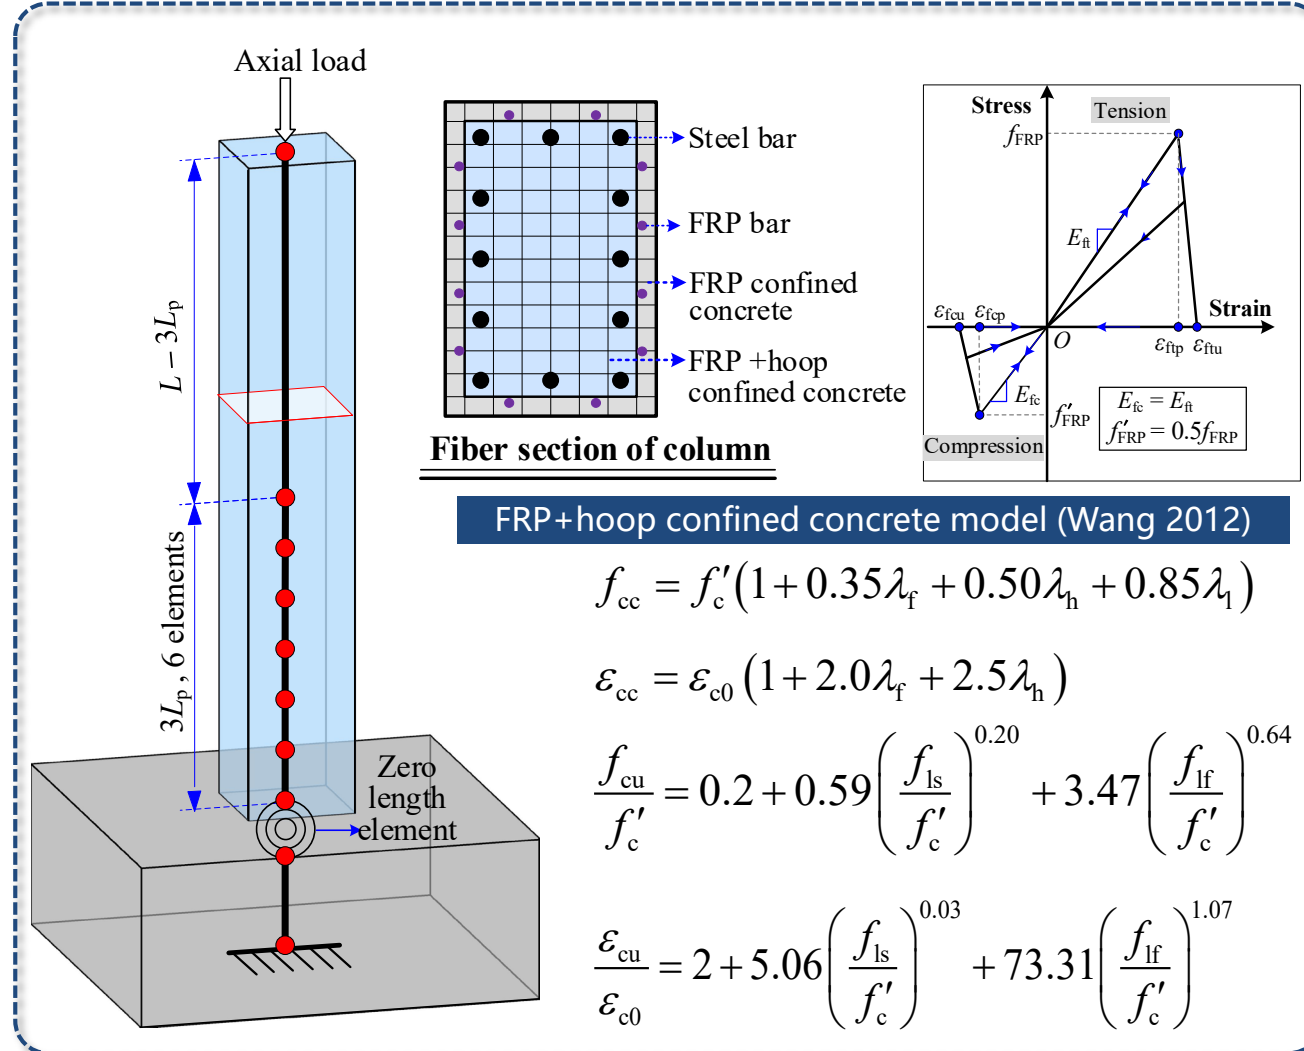 Axial load
L − 3Lp
3Lp, 6 elements
Zero
length
element
Steel bar
FRP bar
FRP confined
concrete
FRP +hoop
confined concrete
Fiber section of column
Stress
Tension
fFRP
Eft
εfcu
εfcp
Strain
O
εftp
εftu
Efc
f′FRP
Compression
Efc = Eft
f′FRP = 0.5fFRP
FRP+hoop confined concrete model (Wang 2012)
fcc = f′c(1 + 0.35λf + 0.50λh + 0.85λl)
εcc = εc0 (1 + 2.0λf + 2.5λh)
fcu/f′c = 0.2 + 0.59(fls/f′c)^0.20 + 3.47(flf/f′c)^0.64
εcu/εc0 = 2 + 5.06(fls/f′c)^0.03 + 73.31(flf/f′c)^1.07